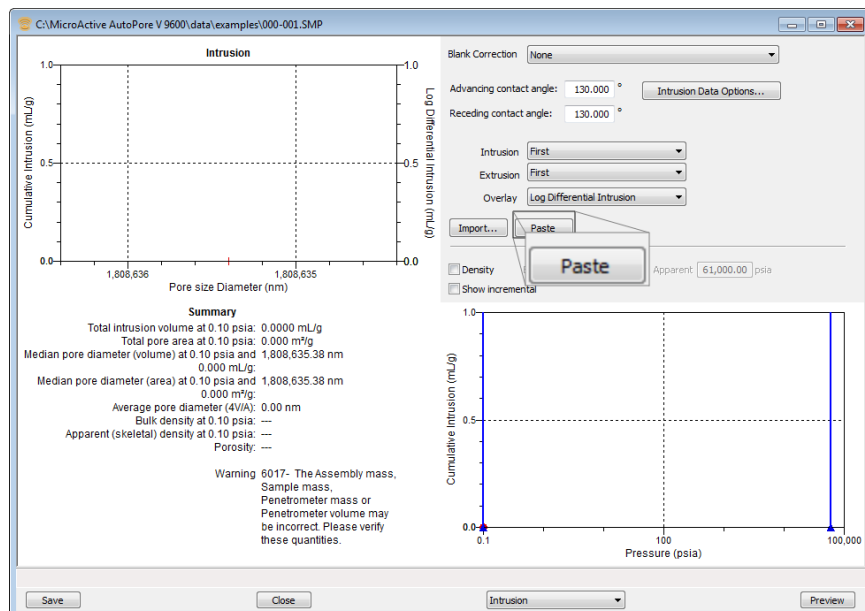 C:\MicroActive AutoPore V 9600\data\examples\000-001.SMP
Intrusion
1.0
0.5
0.0
Cumulative Intrusion (mL/g)
1.0
0.5
0.0
Log Differential Intrusion (mL/g)
1,808,636
1,808,635
Pore size Diameter (nm)
Summary
Total intrusion volume at 0.10 psia: 0.0000 mL/g
Total pore area at 0.10 psia: 0.000 m²/g
Median pore diameter (volume) at 0.10 psia and 1,808,635.38 nm
0.000 mL/g:
Median pore diameter (area) at 0.10 psia and 1,808,635.38 nm
0.000 m²/g:
Average pore diameter (4V/A): 0.00 nm
Bulk density at 0.10 psia: ---
Apparent (skeletal) density at 0.10 psia: ---
Porosity: ---
Warning 6017- The Assembly mass,
Sample mass,
Penetrometer mass or
Penetrometer volume may
be incorrect. Please verify
these quantities.
Blank Correction None
Advancing contact angle: 130.000 °
Intrusion Data Options...
Receding contact angle: 130.000 °
Intrusion First
Extrusion First
Overlay Log Differential Intrusion
Import... Paste
Paste
Density Apparent 61,000.00 psia
Show incremental
1.0
0.5
0.0
Cumulative Intrusion (mL/g)
0.1 100 100,000
Pressure (psia)
Save Close Intrusion Preview